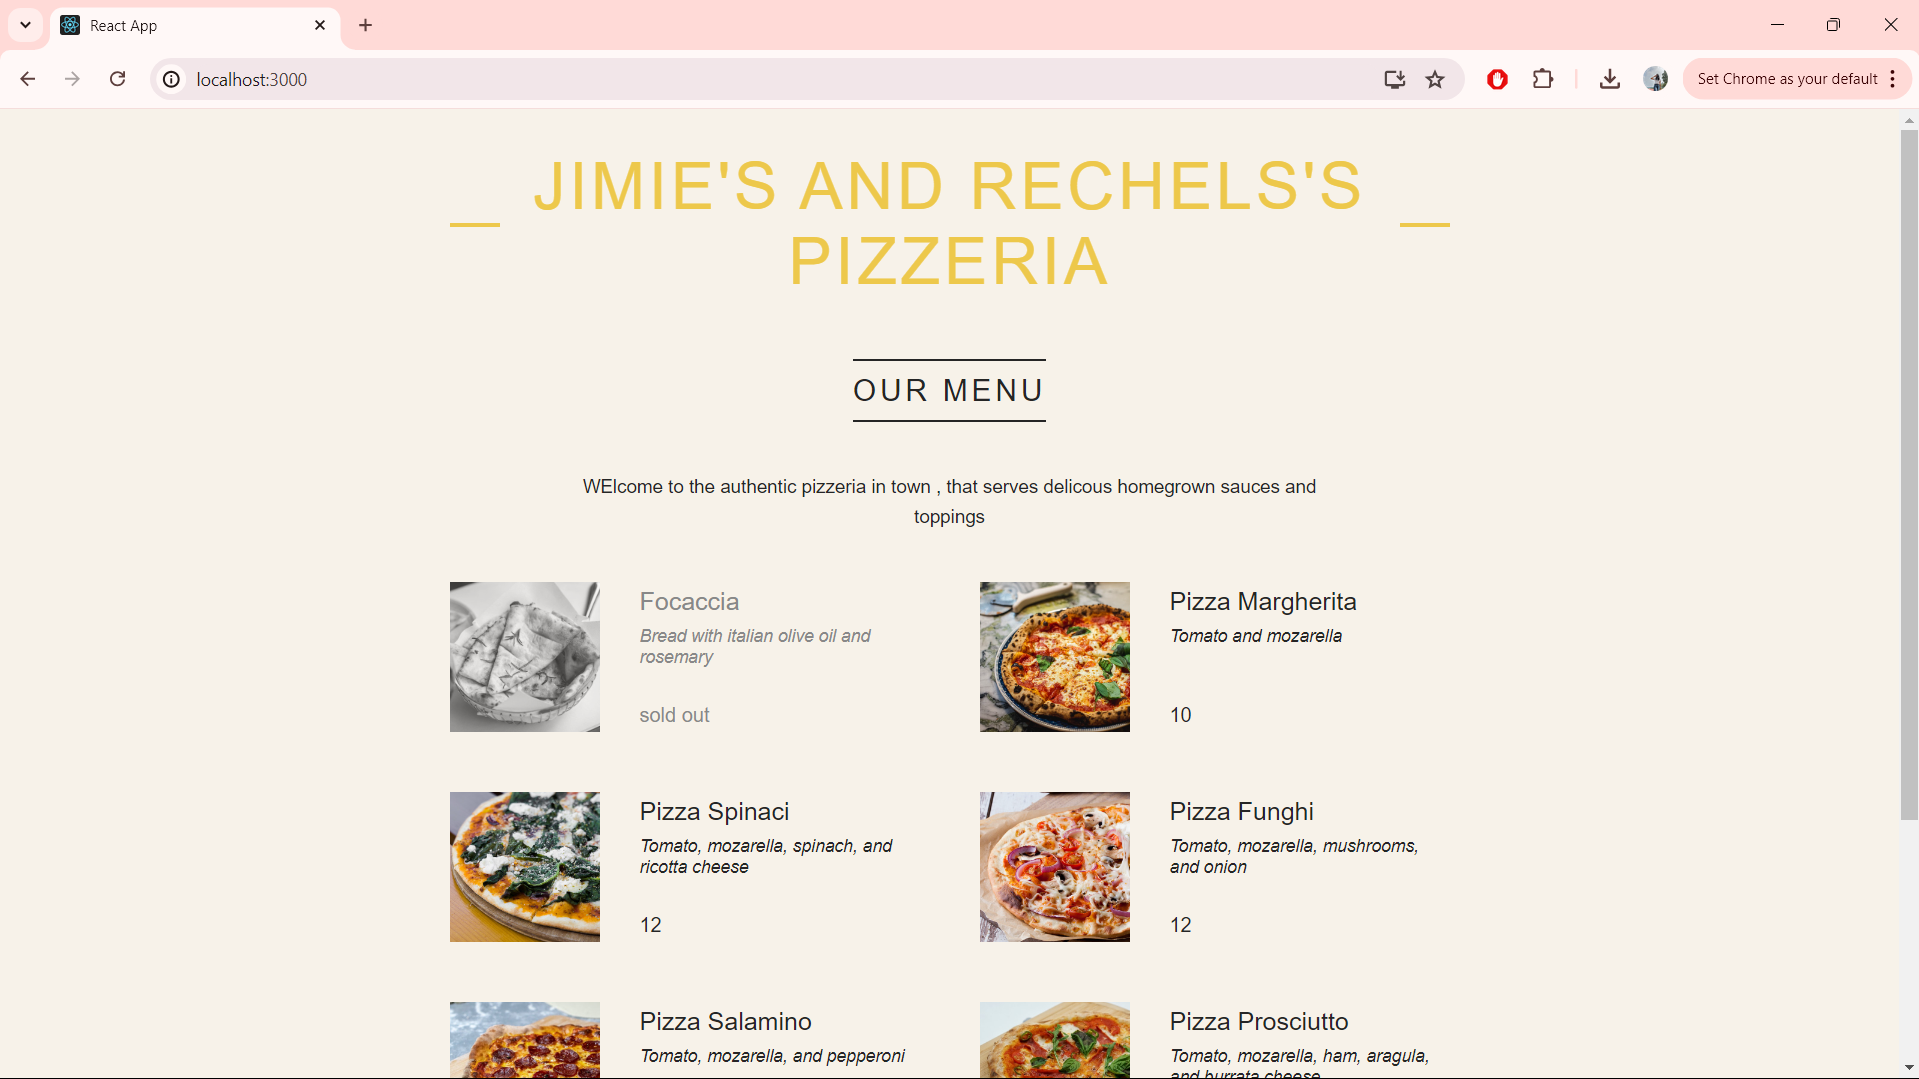 React App
localhost:3000
Set Chrome as your default
JIMIE'S AND RECHELS'S
PIZZERIA
OUR MENU
WElcome to the authentic pizzeria in town , that serves delicous homegrown sauces and
toppings
Focaccia
Bread with italian olive oil and
rosemary
sold out
Pizza Margherita
Tomato and mozarella
10
Pizza Spinaci
Tomato, mozarella, spinach, and
ricotta cheese
12
Pizza Funghi
Tomato, mozarella, mushrooms,
and onion
12
Pizza Salamino
Tomato, mozarella, and pepperoni
Pizza Prosciutto
Tomato, mozarella, ham, aragula,
and burrata cheese